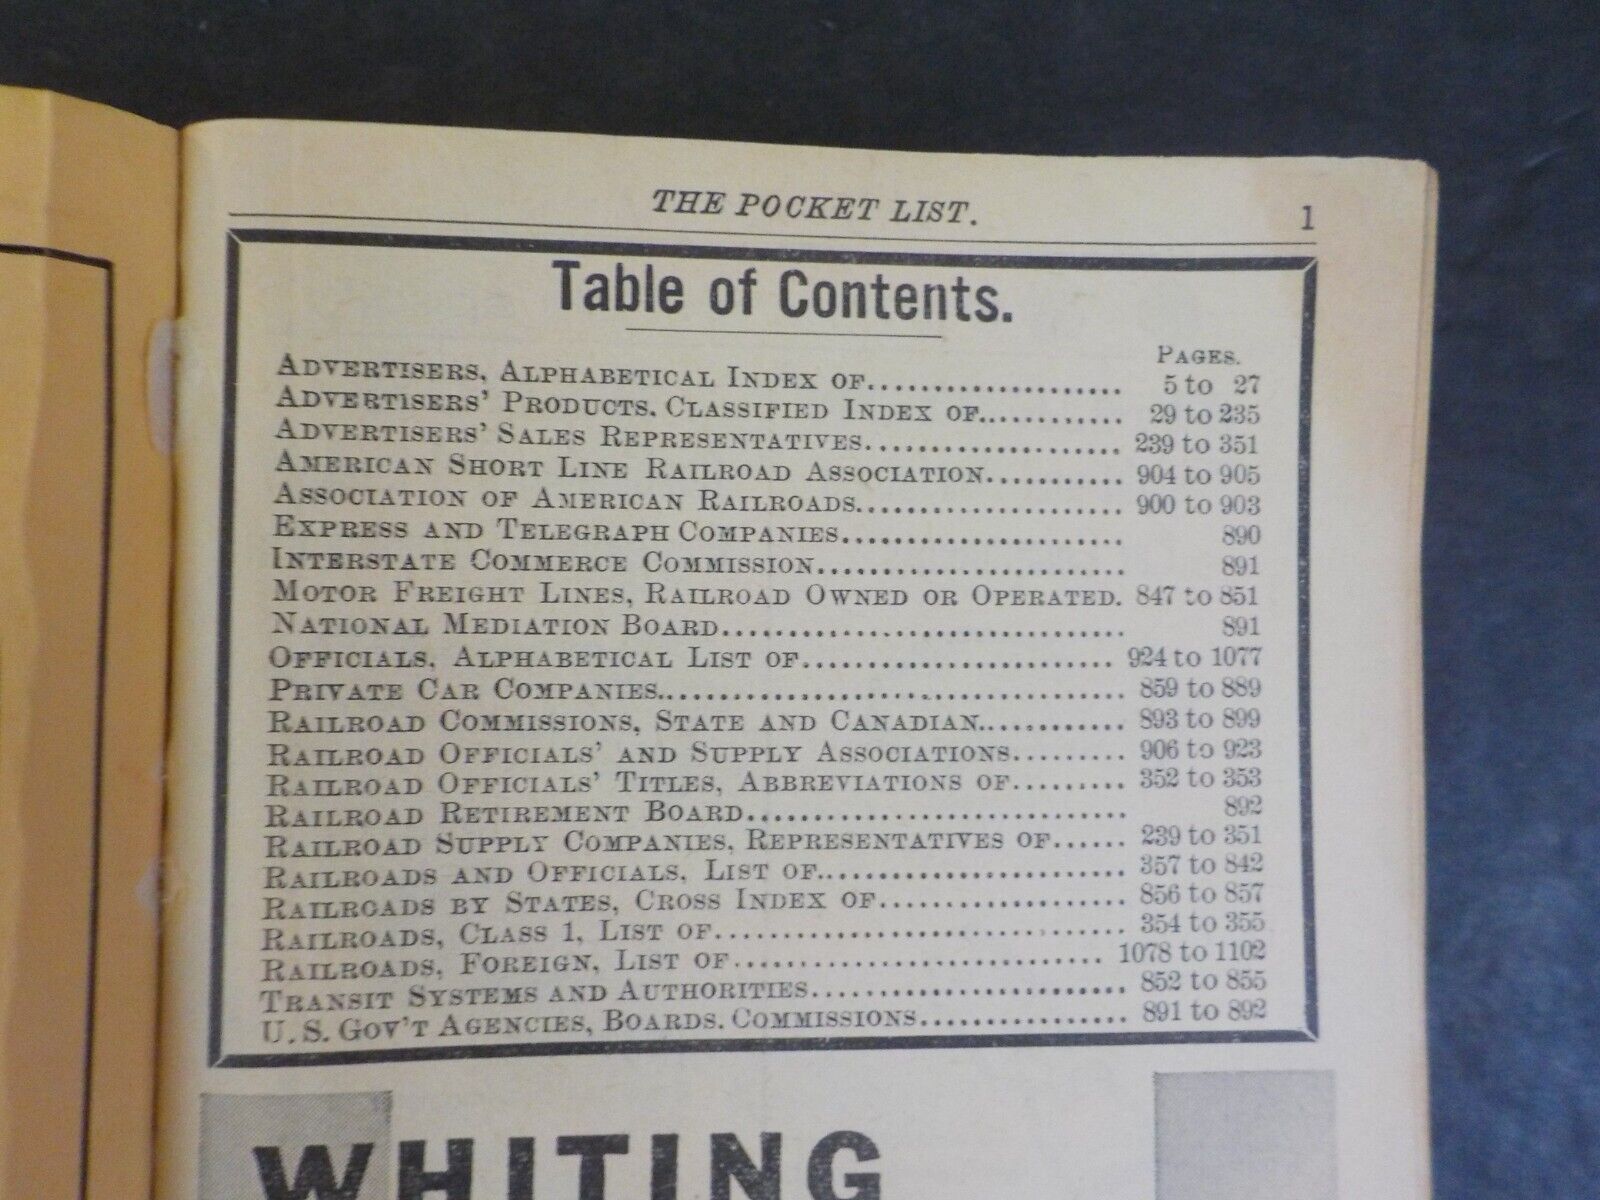 THE POCKET LIST. 1
Table of Contents.
PAGES.
ADVERTISERS, ALPHABETICAL INDEX OF.................... 5 to 27
ADVERTISERS' PRODUCTS, CLASSIFIED INDEX OF........... 29 to 235
ADVERTISERS' SALES REPRESENTATIVES.................... 239 to 351
AMERICAN SHORT LINE RAILROAD ASSOCIATION........... 904 to 905
ASSOCIATION OF AMERICAN RAILROADS..................... 900 to 903
EXPRESS AND TELEGRAPH COMPANIES...................... 890
INTERSTATE COMMERCE COMMISSION........................ 891
MOTOR FREIGHT LINES, RAILROAD OWNED OR OPERATED. 847 to 851
NATIONAL MEDIATION BOARD............................... 891
OFFICIALS, ALPHABETICAL LIST OF........................ 924 to 1077
PRIVATE CAR COMPANIES................................... 859 to 889
RAILROAD COMMISSIONS, STATE AND CANADIAN............ 893 to 899
RAILROAD OFFICIALS' AND SUPPLY ASSOCIATIONS......... 906 to 923
RAILROAD OFFICIALS' TITLES, ABBREVIATIONS OF......... 352 to 353
RAILROAD RETIREMENT BOARD............................. 892
RAILROAD SUPPLY COMPANIES, REPRESENTATIVES OF...... 239 to 351
RAILROADS AND OFFICIALS, LIST OF........................ 357 to 842
RAILROADS BY STATES, CROSS INDEX OF................... 856 to 857
RAILROADS, CLASS 1, LIST OF................................ 354 to 355
RAILROADS, FOREIGN, LIST OF............................. 1078 to 1102
TRANSIT SYSTEMS AND AUTHORITIES........................ 852 to 855
U. S. GOV'T AGENCIES, BOARDS, COMMISSIONS................ 891 to 892
WHITING